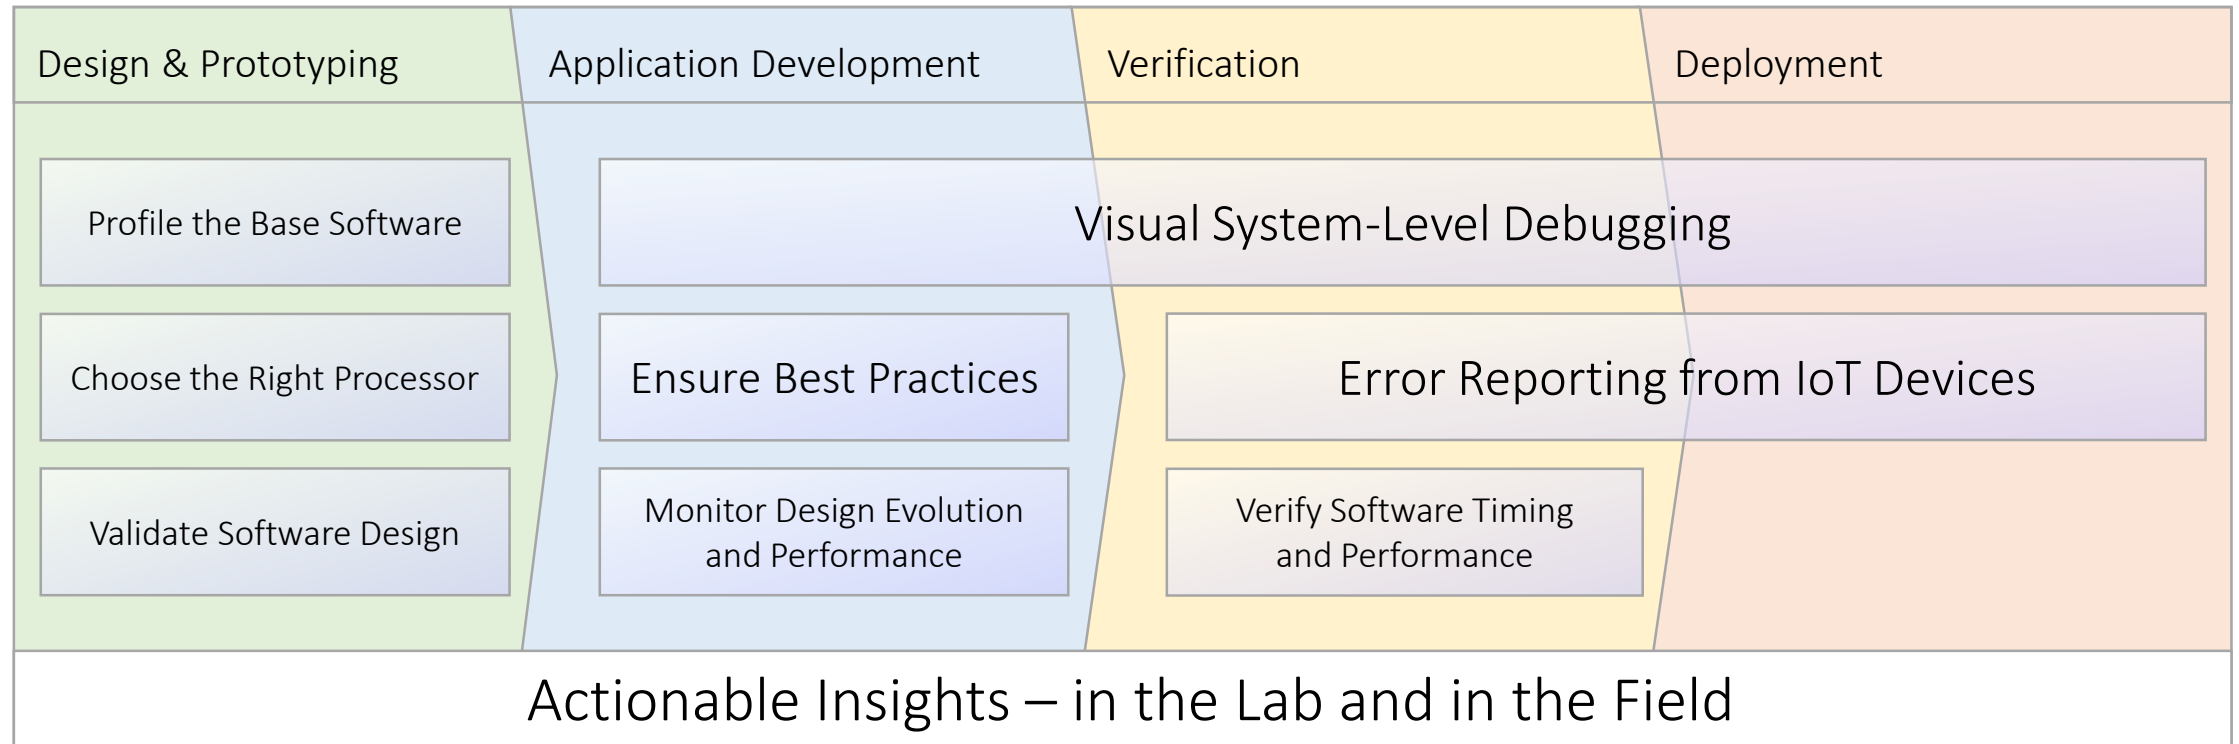 Design & Prototyping
Application Development
Verification
Deployment
Profile the Base Software
Visual System-Level Debugging
Choose the Right Processor
Ensure Best Practices
Error Reporting from IoT Devices
Validate Software Design
Monitor Design Evolution
and Performance
Verify Software Timing
and Performance
Actionable Insights – in the Lab and in the Field